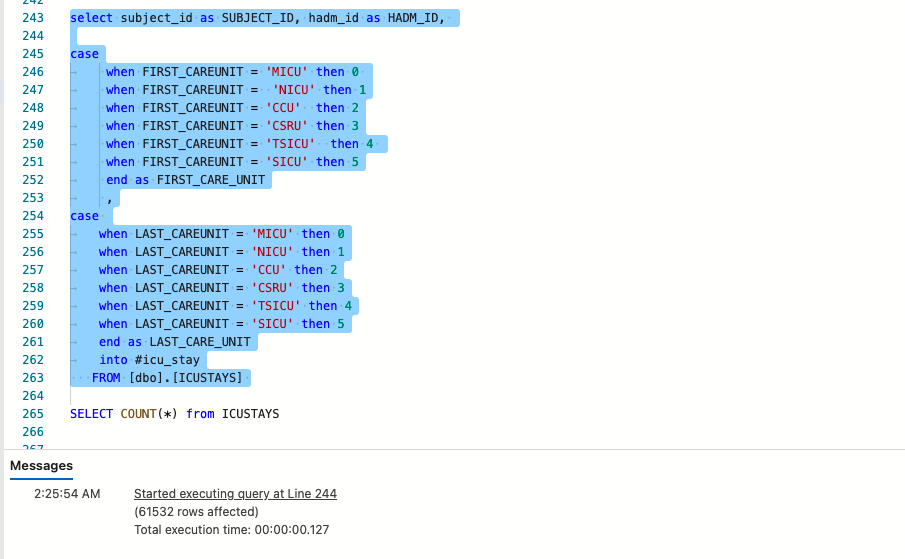 242
243 select subject_id as SUBJECT_ID, hadm_id as HADM_ID,
244
245 case
246 when FIRST_CAREUNIT = 'MICU' then 0
247 when FIRST_CAREUNIT = 'NICU' then 1
248 when FIRST_CAREUNIT = 'CCU' then 2
249 when FIRST_CAREUNIT = 'CSRU' then 3
250 when FIRST_CAREUNIT = 'TSICU' then 4
251 when FIRST_CAREUNIT = 'SICU' then 5
252 end as FIRST_CARE_UNIT
253 ,
254 case
255 when LAST_CAREUNIT = 'MICU' then 0
256 when LAST_CAREUNIT = 'NICU' then 1
257 when LAST_CAREUNIT = 'CCU' then 2
258 when LAST_CAREUNIT = 'CSRU' then 3
259 when LAST_CAREUNIT = 'TSICU' then 4
260 when LAST_CAREUNIT = 'SICU' then 5
261 end as LAST_CARE_UNIT
262 into #icu_stay
263 FROM [dbo].[ICUSTAYS]
264
265 SELECT COUNT(*) from ICUSTAYS
266
267
Messages
2:25:54 AM Started executing query at Line 244
(61532 rows affected)
Total execution time: 00:00:00.127